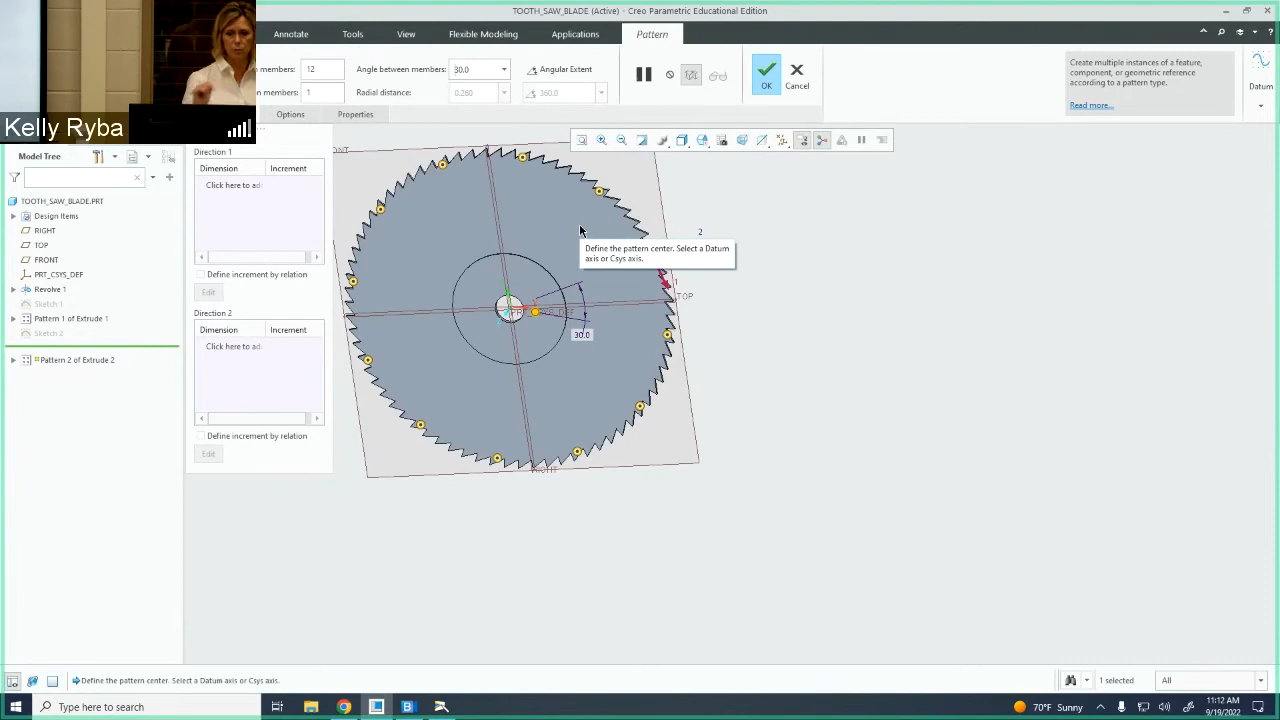 TOOTH_SAW_BLADE (Active) - Creo Parametric Educational Edition
Annotate Tools View Flexible Modeling Applications Pattern
n members: 12 Angle between members: 30.0 Angular Extent
n members: 1 Radial distance: 0.260 360.0
OK Cancel
Create multiple instances of a feature,
component, or geometric reference
according to a pattern type.
Read more...
Datum
Options Properties
Kelly Ryba
Model Tree
TOOTH_SAW_BLADE.PRT
Design Items
RIGHT
TOP
FRONT
PRT_CSYS_DEF
Revolve 1
Sketch 1
Pattern 1 of Extrude 1
Sketch 2
Pattern 2 of Extrude 2
Direction 1
Dimension Increment
Click here to ad
Define increment by relation
Edit
Direction 2
Dimension Increment
Click here to ad
Define increment by relation
Edit
2
Define the pattern center. Select a Datum
axis or Csys axis.
1
TOP
30.0
RIGHT
Define the pattern center. Select a Datum axis or Csys axis.
1 selected All
Type here to search
70°F Sunny
11:12 AM
9/19/2022